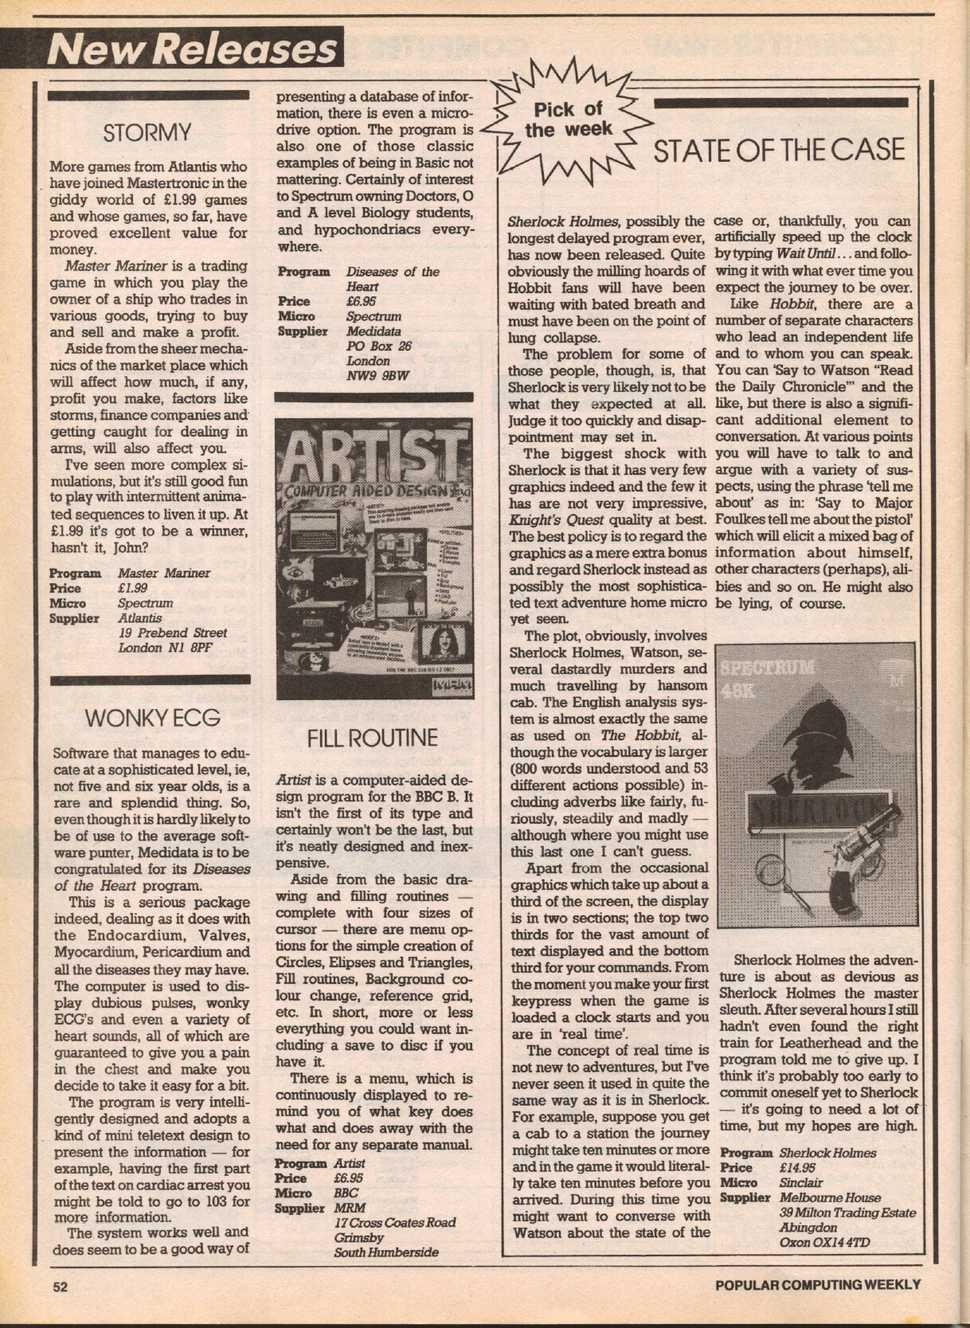 New Releases
STORMY
More games from Atlantis who
have joined Mastertronic in the
giddy world of £1.99 games
and whose games, so far, have
proved excellent value for
money.
Master Mariner is a trading
game in which you play the
owner of a ship who trades in
various goods, trying to buy
and sell and make a profit.
Aside from the sheer mecha-
nics of the market place which
will affect how much, if any,
profit you make, factors like
storms, finance companies and
getting caught for dealing in
arms, will also affect you.
I've seen more complex si-
mulations, but it's still good fun
to play with intermittent anima-
ted sequences to liven it up. At
£1.99 it's got to be a winner,
hasn't it, John?
Program Master Mariner
Price £1.99
Micro Spectrum
Supplier Atlantis
19 Prebend Street
London N1 8PF
WONKY ECG
Software that manages to edu-
cate at a sophisticated level, ie,
not five and six year olds, is a
rare and splendid thing. So,
even though it is hardly likely to
be of use to the average soft-
ware punter, Medidata is to be
congratulated for its Diseases
of the Heart program.
This is a serious package
indeed, dealing as it does with
the Endocardium, Valves,
Myocardium, Pericardium and
all the diseases they may have.
The computer is used to dis-
play dubious pulses, wonky
ECG's and even a variety of
heart sounds, all of which are
guaranteed to give you a pain
in the chest and make you
decide to take it easy for a bit.
The program is very intelli-
gently designed and adopts a
kind of mini teletext design to
present the information — for
example, having the first part
of the text on cardiac arrest you
might be told to go to 103 for
more information.
The system works well and
does seem to be a good way of
presenting a database of infor-
mation, there is even a micro-
drive option. The program is
also one of those classic
examples of being in Basic not
mattering. Certainly of interest
to Spectrum owning Doctors, O
and A level Biology students,
and hypochondriacs every-
where.
Program Diseases of the
Heart
Price £6.95
Micro Spectrum
Supplier Medidata
PO Box 26
London
NW9 9BW
ARTIST
COMPUTER AIDED DESIGN
MRM
FILL ROUTINE
Artist is a computer-aided de-
sign program for the BBC B. It
isn't the first of its type and
certainly won't be the last, but
it's neatly designed and inex-
pensive.
Aside from the basic dra-
wing and filling routines —
complete with four sizes of
cursor — there are menu op-
tions for the simple creation of
Circles, Elipses and Triangles,
Fill routines, Background co-
lour change, reference grid,
etc. In short, more or less
everything you could want in-
cluding a save to disc if you
have it.
There is a menu, which is
continuously displayed to re-
mind you of what key does
what and does away with the
need for any separate manual.
Program Artist
Price £6.95
Micro BBC
Supplier MRM
17 Cross Coates Road
Grimsby
South Humberside
Pick of
the week
STATE OF THE CASE
Sherlock Holmes, possibly the
longest delayed program ever,
has now been released. Quite
obviously the milling hoards of
Hobbit fans will have been
waiting with bated breath and
must have been on the point of
lung collapse.
The problem for some of
those people, though, is, that
Sherlock is very likely not to be
what they expected at all.
Judge it too quickly and disap-
pointment may set in.
The biggest shock with
Sherlock is that it has very few
graphics indeed and the few it
has are not very impressive,
Knight's Quest quality at best.
The best policy is to regard the
graphics as a mere extra bonus
and regard Sherlock instead as
possibly the most sophistica-
ted text adventure home micro
yet seen.
The plot, obviously, involves
Sherlock Holmes, Watson, se-
veral dastardly murders and
much travelling by hansom
cab. The English analysis sys-
tem is almost exactly the same
as used on The Hobbit, al-
though the vocabulary is larger
(800 words understood and 53
different actions possible) in-
cluding adverbs like fairly, fu-
riously, steadily and madly —
although where you might use
this last one I can't guess.
Apart from the occasional
graphics which take up about a
third of the screen, the display
is in two sections; the top two
thirds for the vast amount of
text displayed and the bottom
third for your commands. From
the moment you make your first
keypress when the game is
loaded a clock starts and you
are in 'real time'.
The concept of real time is
not new to adventures, but I've
never seen it used in quite the
same way as it is in Sherlock.
For example, suppose you get
a cab to a station the journey
might take ten minutes or more
and in the game it would literal-
ly take ten minutes before you
arrived. During this time you
might want to converse with
Watson about the state of the
case or, thankfully, you can
artificially speed up the clock
by typing Wait Until... and follo-
wing it with what ever time you
expect the journey to be over.
Like Hobbit, there are a
number of separate characters
who lead an independent life
and to whom you can speak.
You can 'Say to Watson "Read
the Daily Chronicle"' and the
like, but there is also a signifi-
cant additional element to
conversation. At various points
you will have to talk to and
argue with a variety of sus-
pects, using the phrase 'tell me
about' as in: 'Say to Major
Foulkes tell me about the pistol'
which will elicit a mixed bag of
information about himself,
other characters (perhaps), ali-
bies and so on. He might also
be lying, of course.
SPECTRUM
48K
SHERLOCK
Sherlock Holmes the adven-
ture is about as devious as
Sherlock Holmes the master
sleuth. After several hours I still
hadn't even found the right
train for Leatherhead and the
program told me to give up. I
think it's probably too early to
commit oneself yet to Sherlock
— it's going to need a lot of
time, but my hopes are high.
Program Sherlock Holmes
Price £14.95
Micro Sinclair
Supplier Melbourne House
39 Milton Trading Estate
Abingdon
Oxon OX14 4TD
52
POPULAR COMPUTING WEEKLY